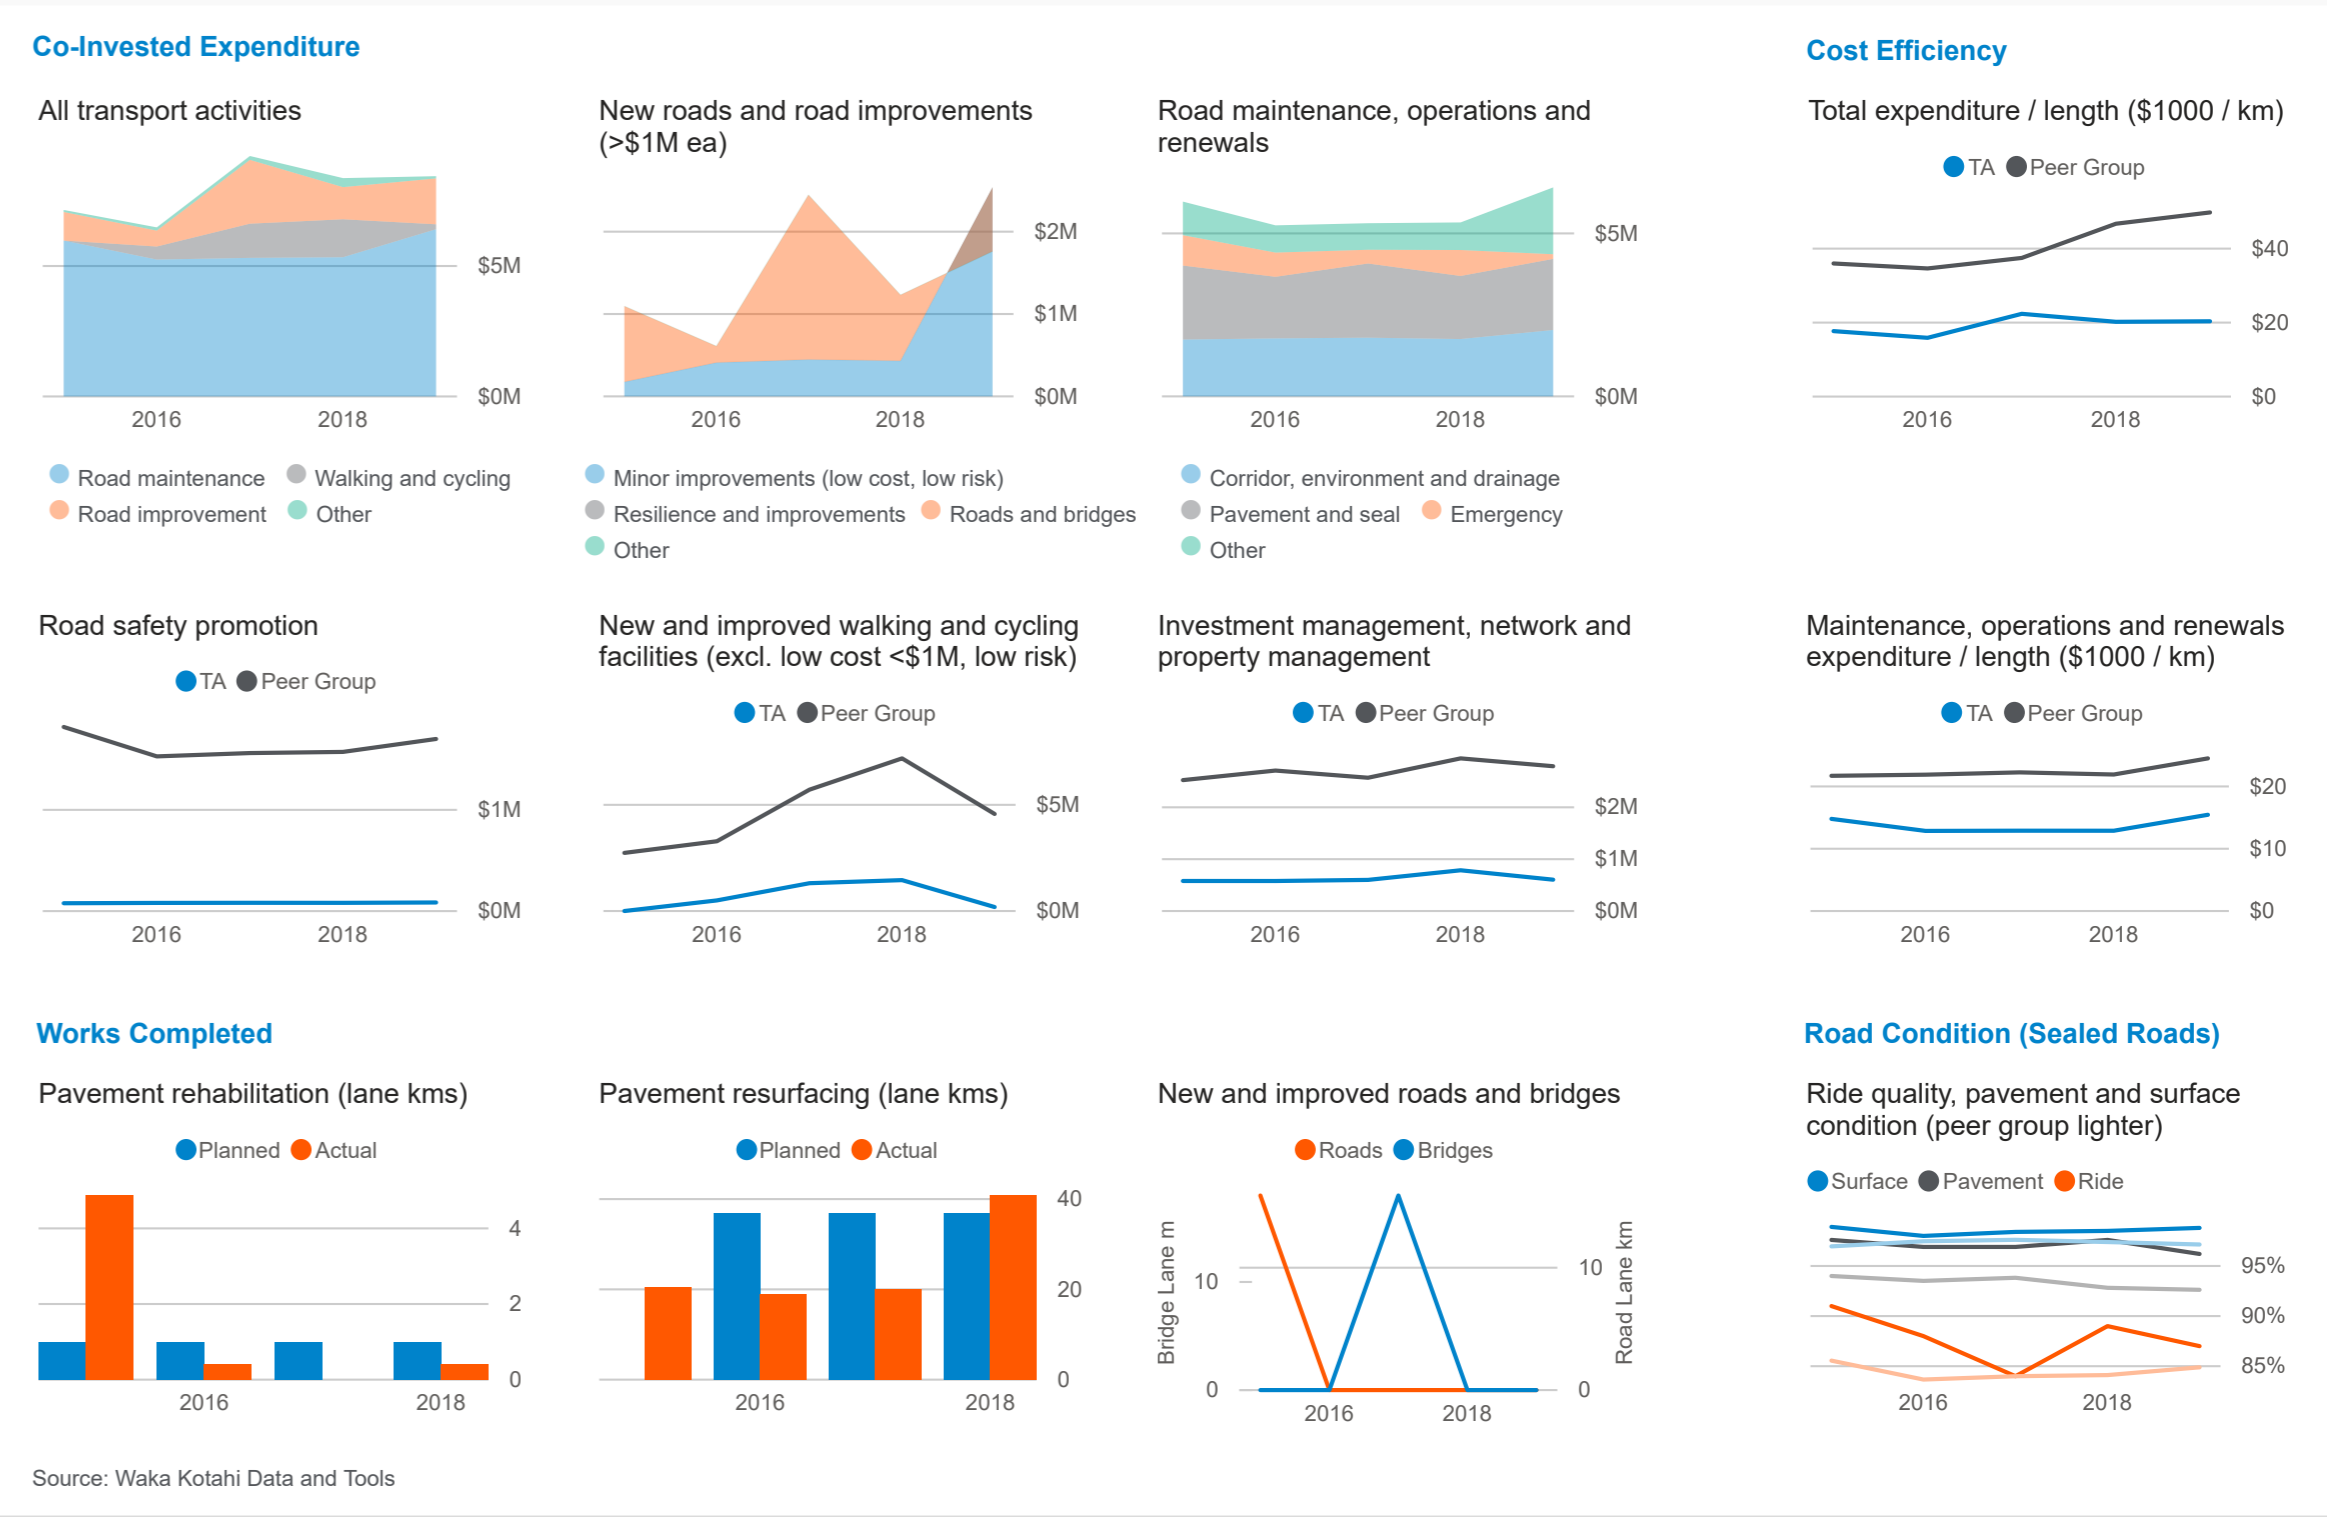 Co-Invested Expenditure
Cost Efficiency
All transport activities
$5M
$0M
2016 2018
Road maintenance Walking and cycling
Road improvement Other
New roads and road improvements
(>$1M ea)
$2M
$1M
$0M
2016 2018
Minor improvements (low cost, low risk)
Resilience and improvements Roads and bridges
Other
Road maintenance, operations and
renewals
$5M
$0M
2016 2018
Corridor, environment and drainage
Pavement and seal Emergency
Other
Total expenditure / length ($1000 / km)
TA Peer Group
$40
$20
$0
2016 2018
Road safety promotion
TA Peer Group
$1M
$0M
2016 2018
New and improved walking and cycling
facilities (excl. low cost <$1M, low risk)
TA Peer Group
$5M
$0M
2016 2018
Investment management, network and
property management
TA Peer Group
$2M
$1M
$0M
2016 2018
Maintenance, operations and renewals
expenditure / length ($1000 / km)
TA Peer Group
$20
$10
$0
2016 2018
Works Completed
Road Condition (Sealed Roads)
Pavement rehabilitation (lane kms)
Planned Actual
4
2
0
2016 2018
Pavement resurfacing (lane kms)
Planned Actual
40
20
0
2016 2018
New and improved roads and bridges
Roads Bridges
Bridge Lane m
10
0
10
0
Road Lane km
2016 2018
Ride quality, pavement and surface
condition (peer group lighter)
Surface Pavement Ride
95%
90%
85%
2016 2018
Source: Waka Kotahi Data and Tools